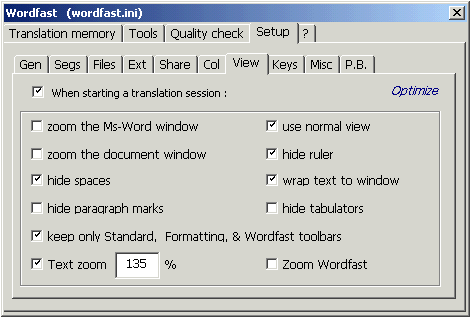 Wordfast (wordfast.ini)
Translation memory Tools Quality check Setup ?
Gen Segs Files Ext Share Col View Keys Misc P.B.
When starting a translation session : Optimize
zoom the Ms-Word window use normal view
zoom the document window hide ruler
hide spaces wrap text to window
hide paragraph marks hide tabulators
keep only Standard, Formatting, & Wordfast toolbars
Text zoom 135 % Zoom Wordfast